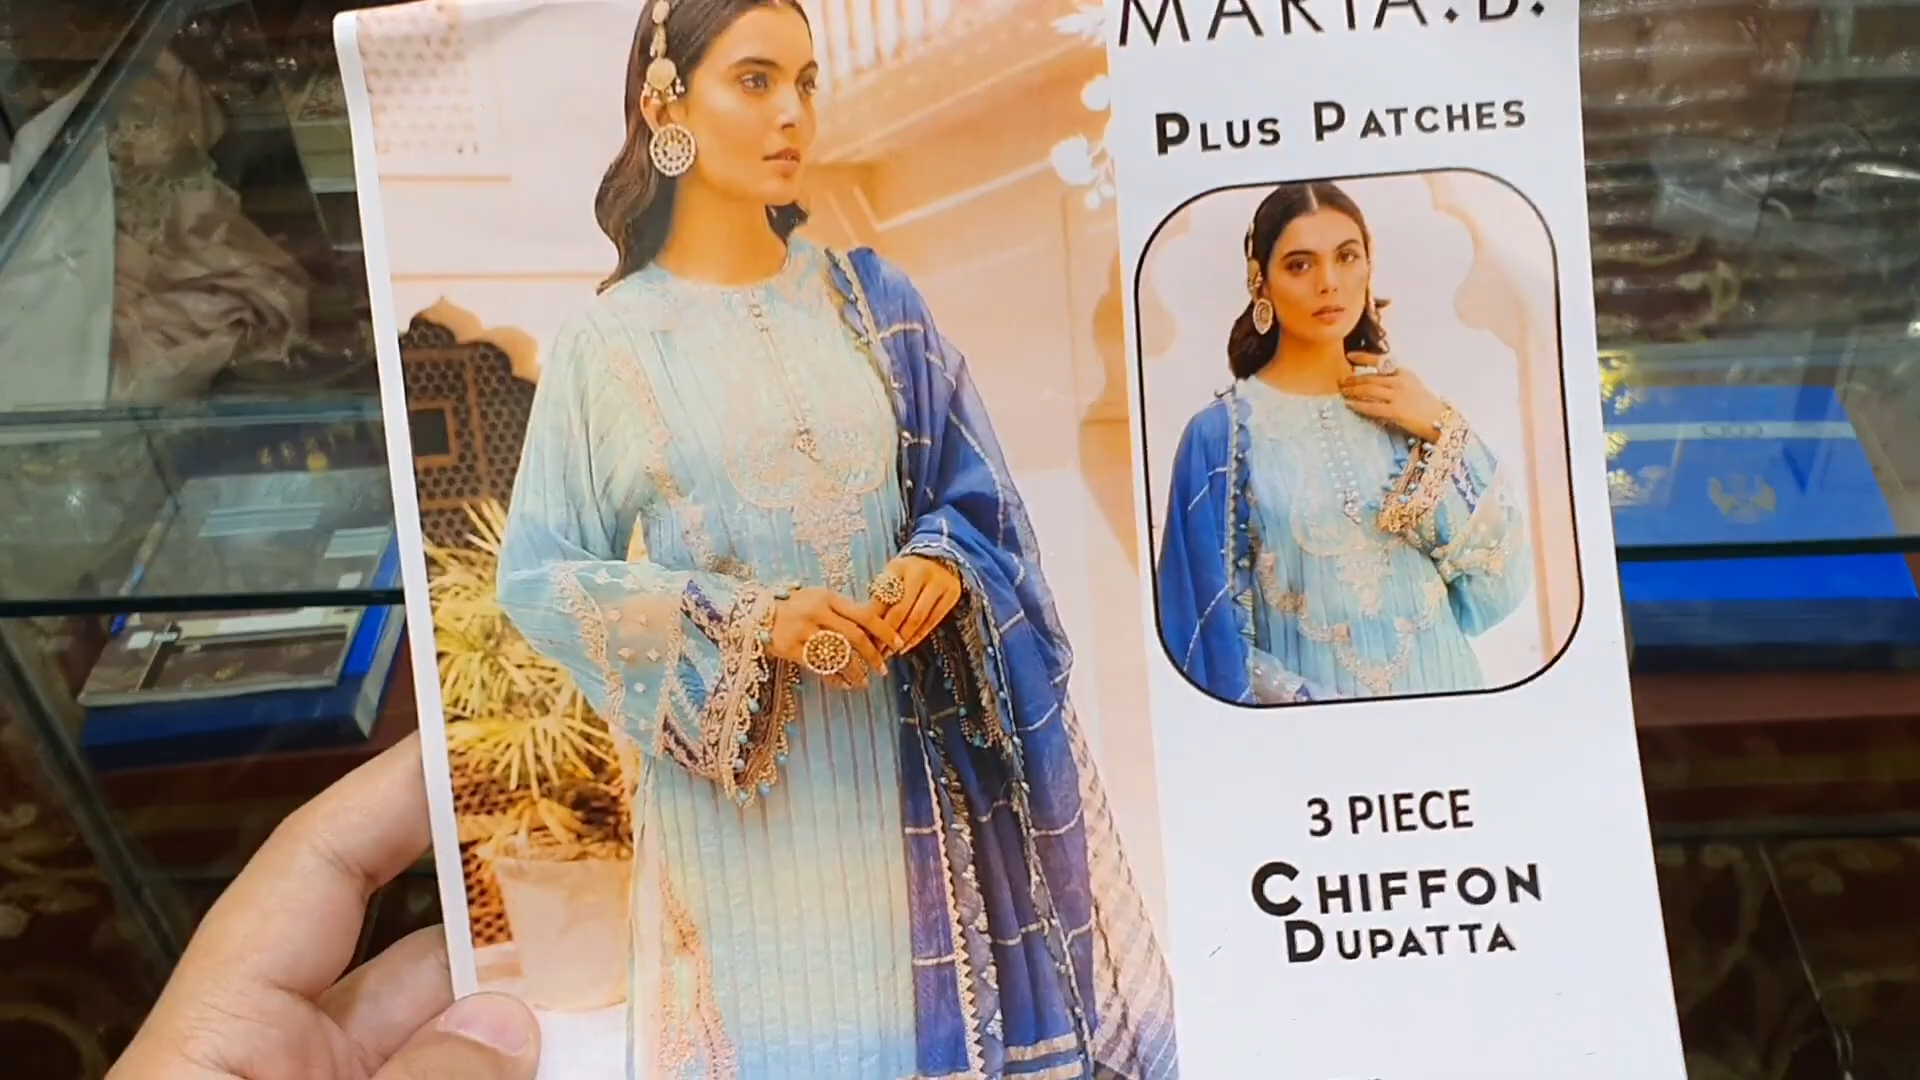 MARIA.B.
PLUS PATCHES
3 PIECE
CHIFFON
DUPATTA